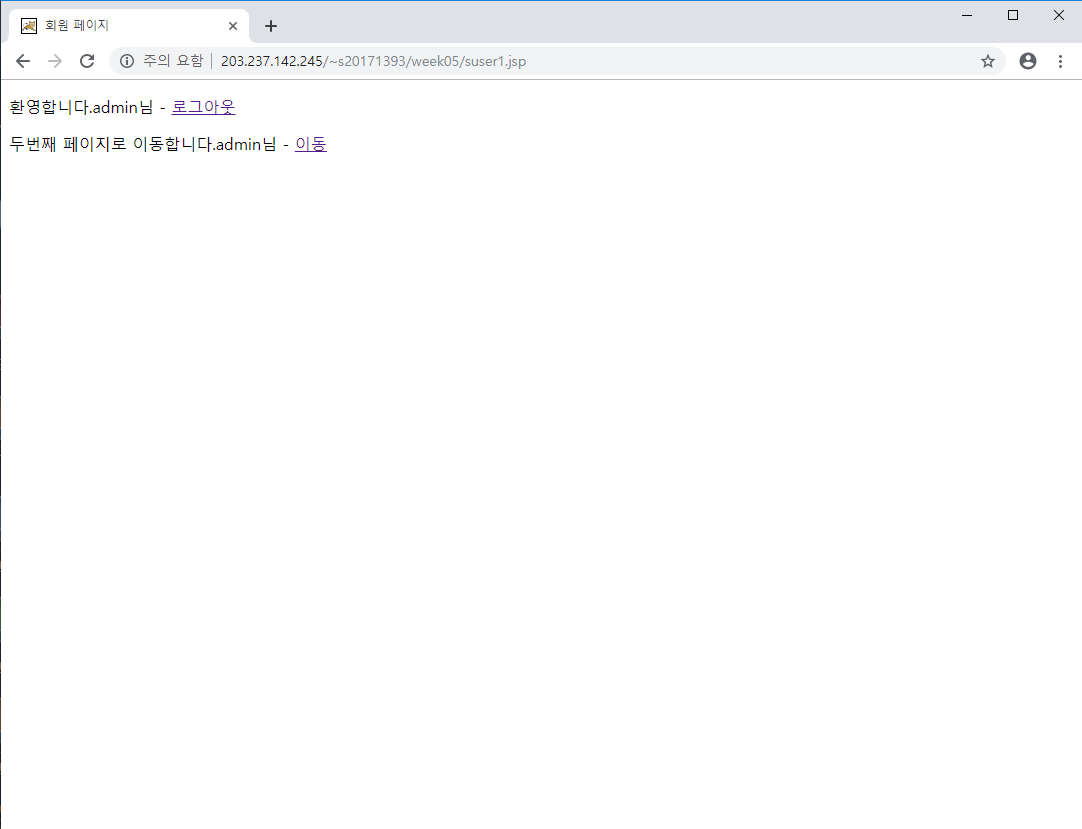 회원 페이지
주의 요함 | 203.237.142.245/~s20171393/week05/suser1.jsp
환영합니다.admin님 - 로그아웃
두번째 페이지로 이동합니다.admin님 - 이동